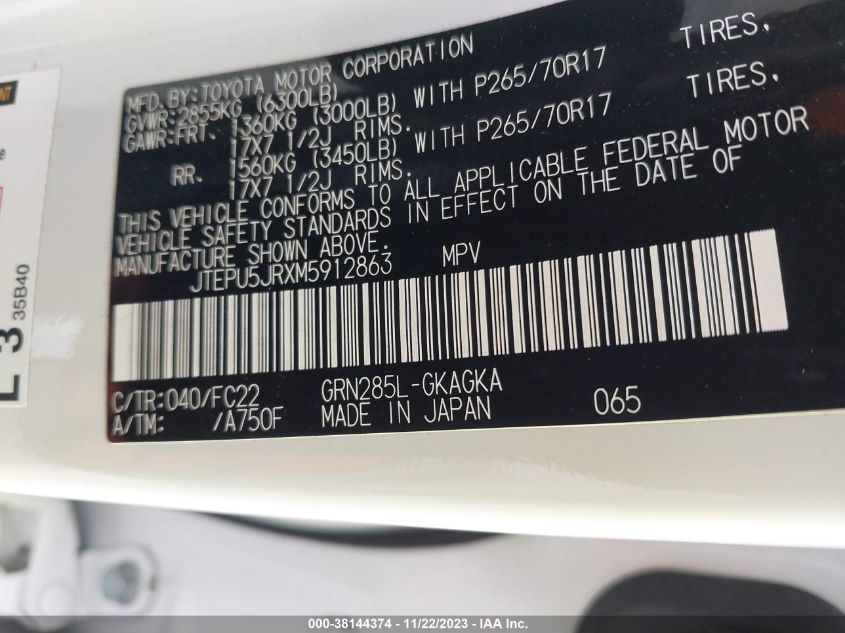 MFD.BY:TOYOTA MOTOR CORPORATION
GVWR:2855KG (6300LB)
GAWR:FRT. 1360KG (3000LB) WITH P265/70R17 TIRES,
17X7 1/2J RIMS.
RR. 1560KG (3450LB) WITH P265/70R17 TIRES,
17X7 1/2J RIMS.
THIS VEHICLE CONFORMS TO ALL APPLICABLE FEDERAL MOTOR
VEHICLE SAFETY STANDARDS IN EFFECT ON THE DATE OF
MANUFACTURE SHOWN ABOVE.
JTEPU5JRXM5912863 MPV
C/TR:040/FC22 GRN285L-GKAGKA
A/TM: /A750F MADE IN JAPAN 065
L 3 35B40
000-38144374 - 11/22/2023 - IAA Inc.